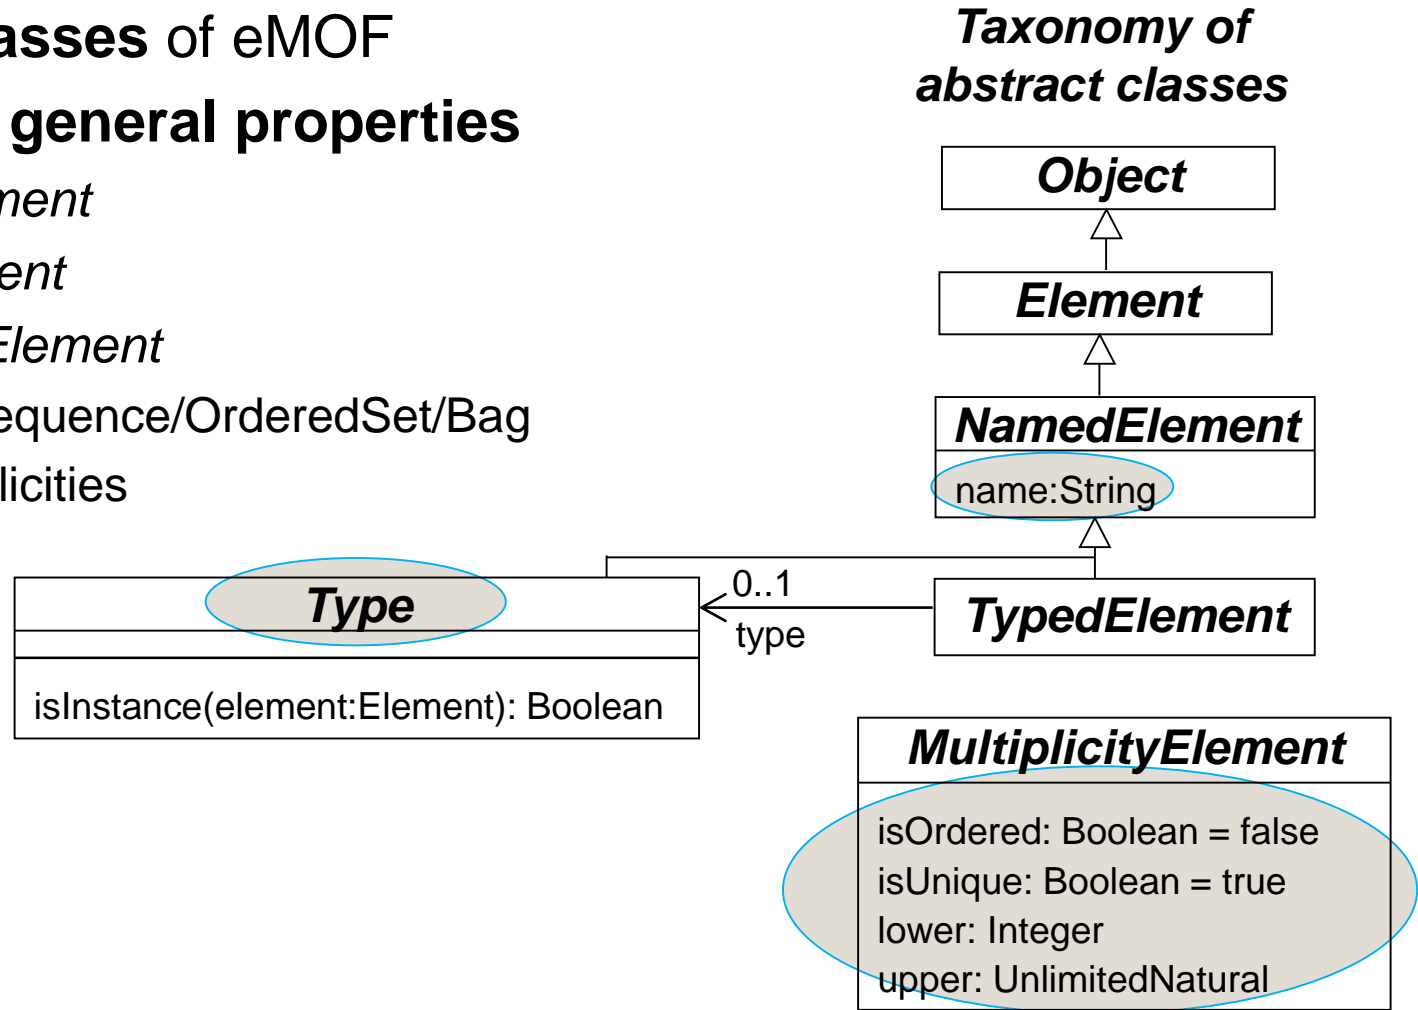 asses of eMOF
general properties
ment
ent
Element
equence/OrderedSet/Bag
licities
Taxonomy of
abstract classes
Object
Element
NamedElement
name:String
Type
isInstance(element:Element): Boolean
0..1
type
TypedElement
MultiplicityElement
isOrdered: Boolean = false
isUnique: Boolean = true
lower: Integer
upper: UnlimitedNatural